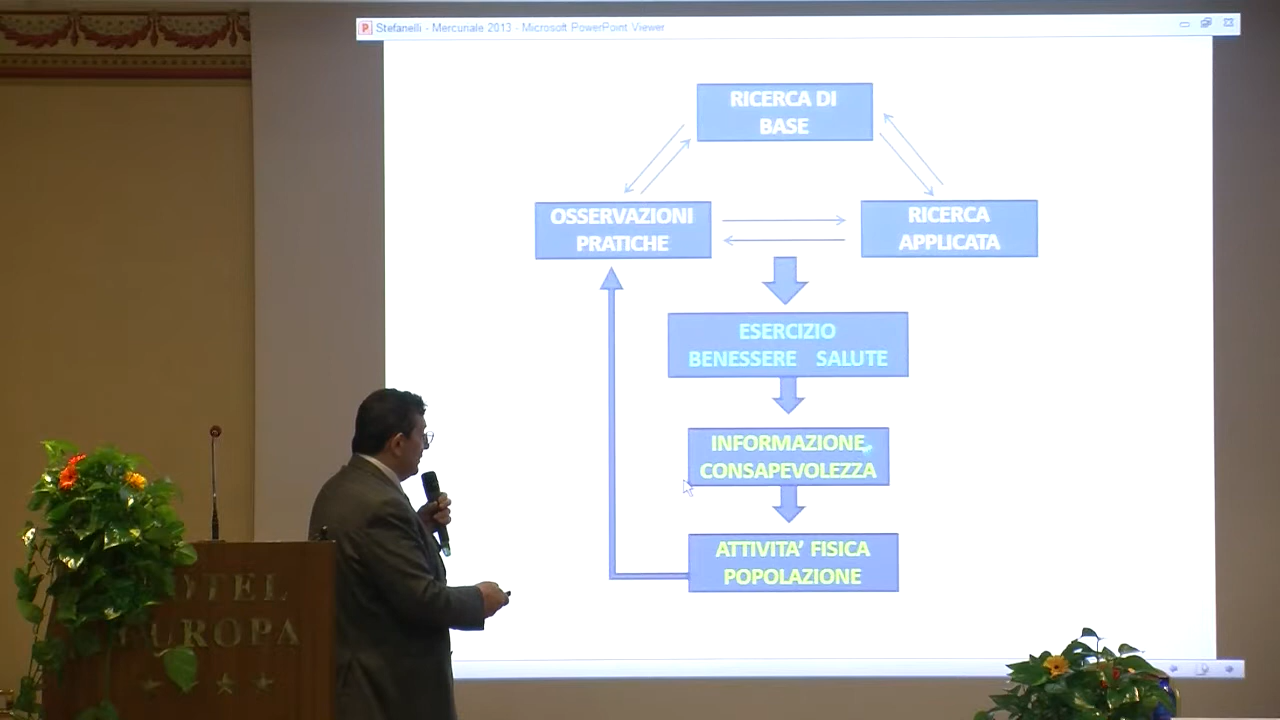 Stefanelli - Mercuriale 2013 - Microsoft PowerPoint Viewer
RICERCA DI
BASE
OSSERVAZIONI
PRATICHE
RICERCA
APPLICATA
ESERCIZIO
BENESSERE SALUTE
INFORMAZIONE,
CONSAPEVOLEZZA
ATTIVITA' FISICA
POPOLAZIONE
HOTEL
EUROPA